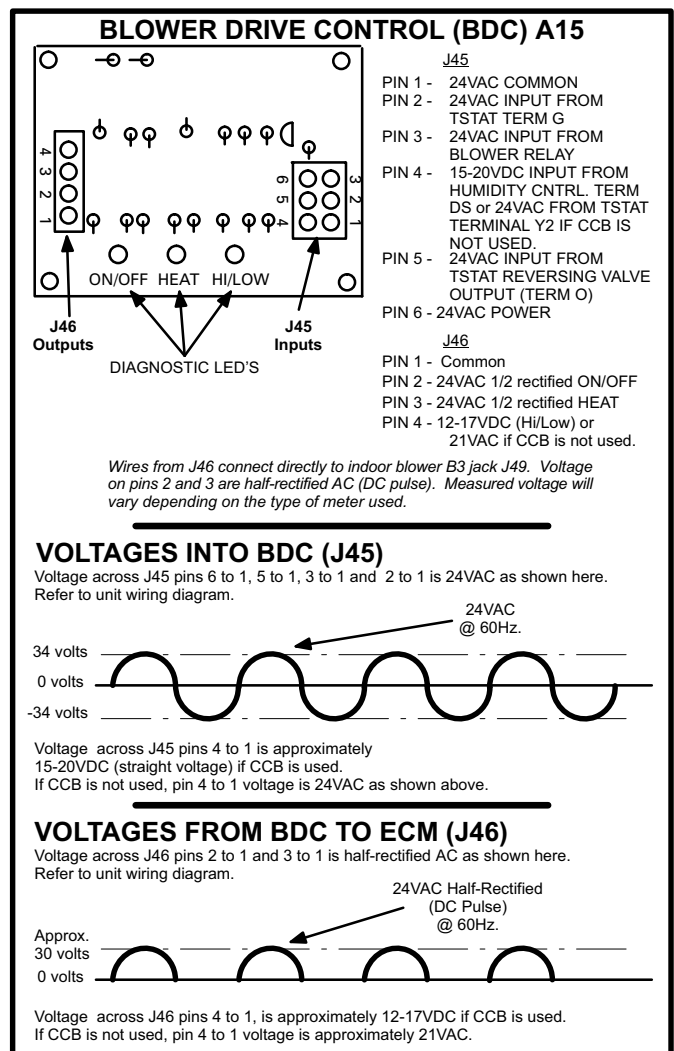 BLOWER DRIVE CONTROL (BDC) A15
4
3
2
1
6
5
4
3
2
1
ON/OFF HEAT HI/LOW
J46
Outputs
J45
Inputs
DIAGNOSTIC LED'S
J45
PIN 1 - 24VAC COMMON
PIN 2 - 24VAC INPUT FROM
TSTAT TERM G
PIN 3 - 24VAC INPUT FROM
BLOWER RELAY
PIN 4 - 15-20VDC INPUT FROM
HUMIDITY CNTRL. TERM
DS or 24VAC FROM TSTAT
TERMINAL Y2 IF CCB IS
NOT USED.
PIN 5 - 24VAC INPUT FROM
TSTAT REVERSING VALVE
OUTPUT (TERM O)
PIN 6 - 24VAC POWER
J46
PIN 1 - Common
PIN 2 - 24VAC 1/2 rectified ON/OFF
PIN 3 - 24VAC 1/2 rectified HEAT
PIN 4 - 12-17VDC (Hi/Low) or
21VAC if CCB is not used.
Wires from J46 connect directly to indoor blower B3 jack J49. Voltage
on pins 2 and 3 are half-rectified AC (DC pulse). Measured voltage will
vary depending on the type of meter used.
VOLTAGES INTO BDC (J45)
Voltage across J45 pins 6 to 1, 5 to 1, 3 to 1 and 2 to 1 is 24VAC as shown here.
Refer to unit wiring diagram.
24VAC
@ 60Hz.
34 volts
0 volts
-34 volts
Voltage across J45 pins 4 to 1 is approximately
15-20VDC (straight voltage) if CCB is used.
If CCB is not used, pin 4 to 1 voltage is 24VAC as shown above.
VOLTAGES FROM BDC TO ECM (J46)
Voltage across J46 pins 2 to 1 and 3 to 1 is half-rectified AC as shown here.
Refer to unit wiring diagram.
24VAC Half-Rectified
(DC Pulse)
@ 60Hz.
Approx.
30 volts
0 volts
Voltage across J46 pins 4 to 1, is approximately 12-17VDC if CCB is used.
If CCB is not used, pin 4 to 1 voltage is approximately 21VAC.